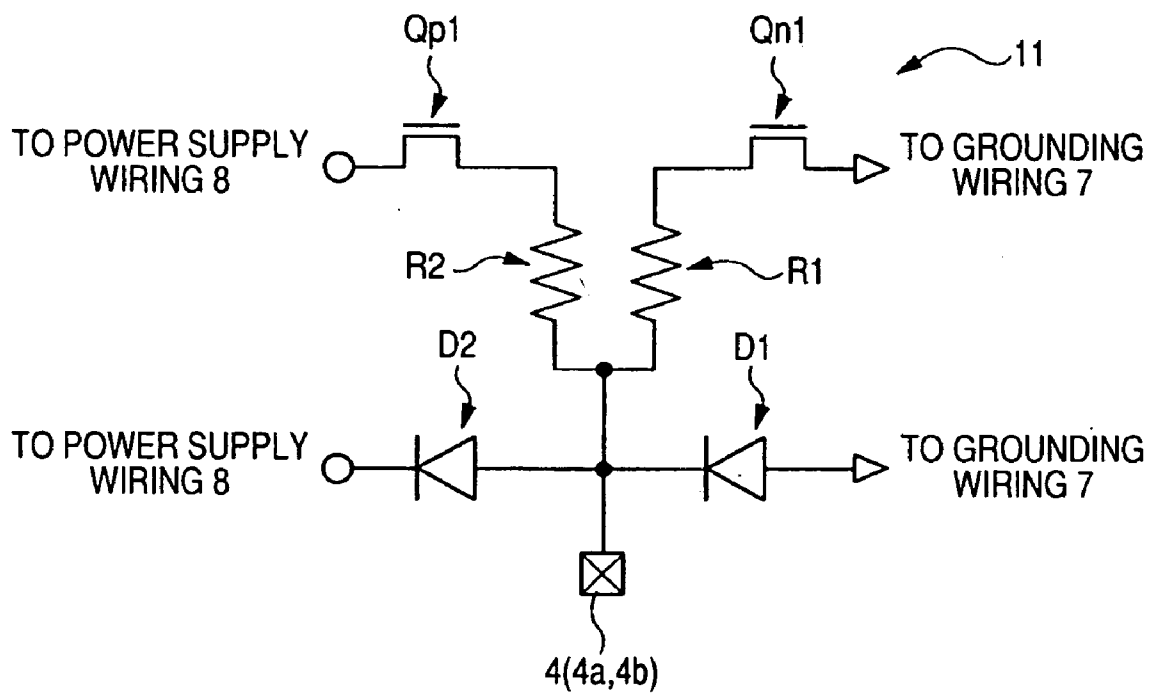 Qp1
Qn1
11
TO POWER SUPPLY
WIRING 8
TO GROUNDING
WIRING 7
R2
R1
D2
D1
TO POWER SUPPLY
WIRING 8
TO GROUNDING
WIRING 7
4(4a,4b)